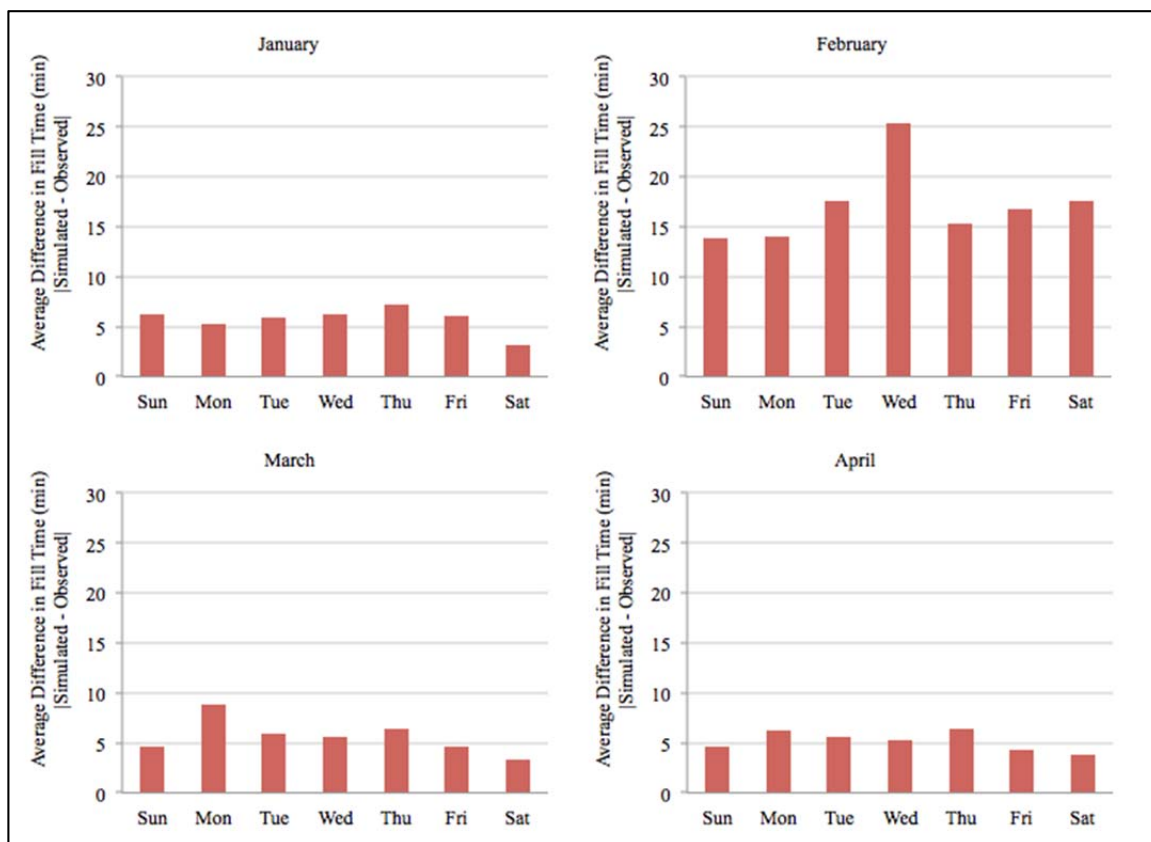 January
Average Difference in Fill Time (min)
|Simulated - Observed|
30
25
20
15
10
5
0
Sun Mon Tue Wed Thu Fri Sat
February
Average Difference in Fill Time (min)
|Simulated - Observed|
30
25
20
15
10
5
0
Sun Mon Tue Wed Thu Fri Sat
March
Average Difference in Fill Time (min)
|Simulated - Observed|
30
25
20
15
10
5
0
Sun Mon Tue Wed Thu Fri Sat
April
Average Difference in Fill Time (min)
|Simulated - Observed|
30
25
20
15
10
5
0
Sun Mon Tue Wed Thu Fri Sat